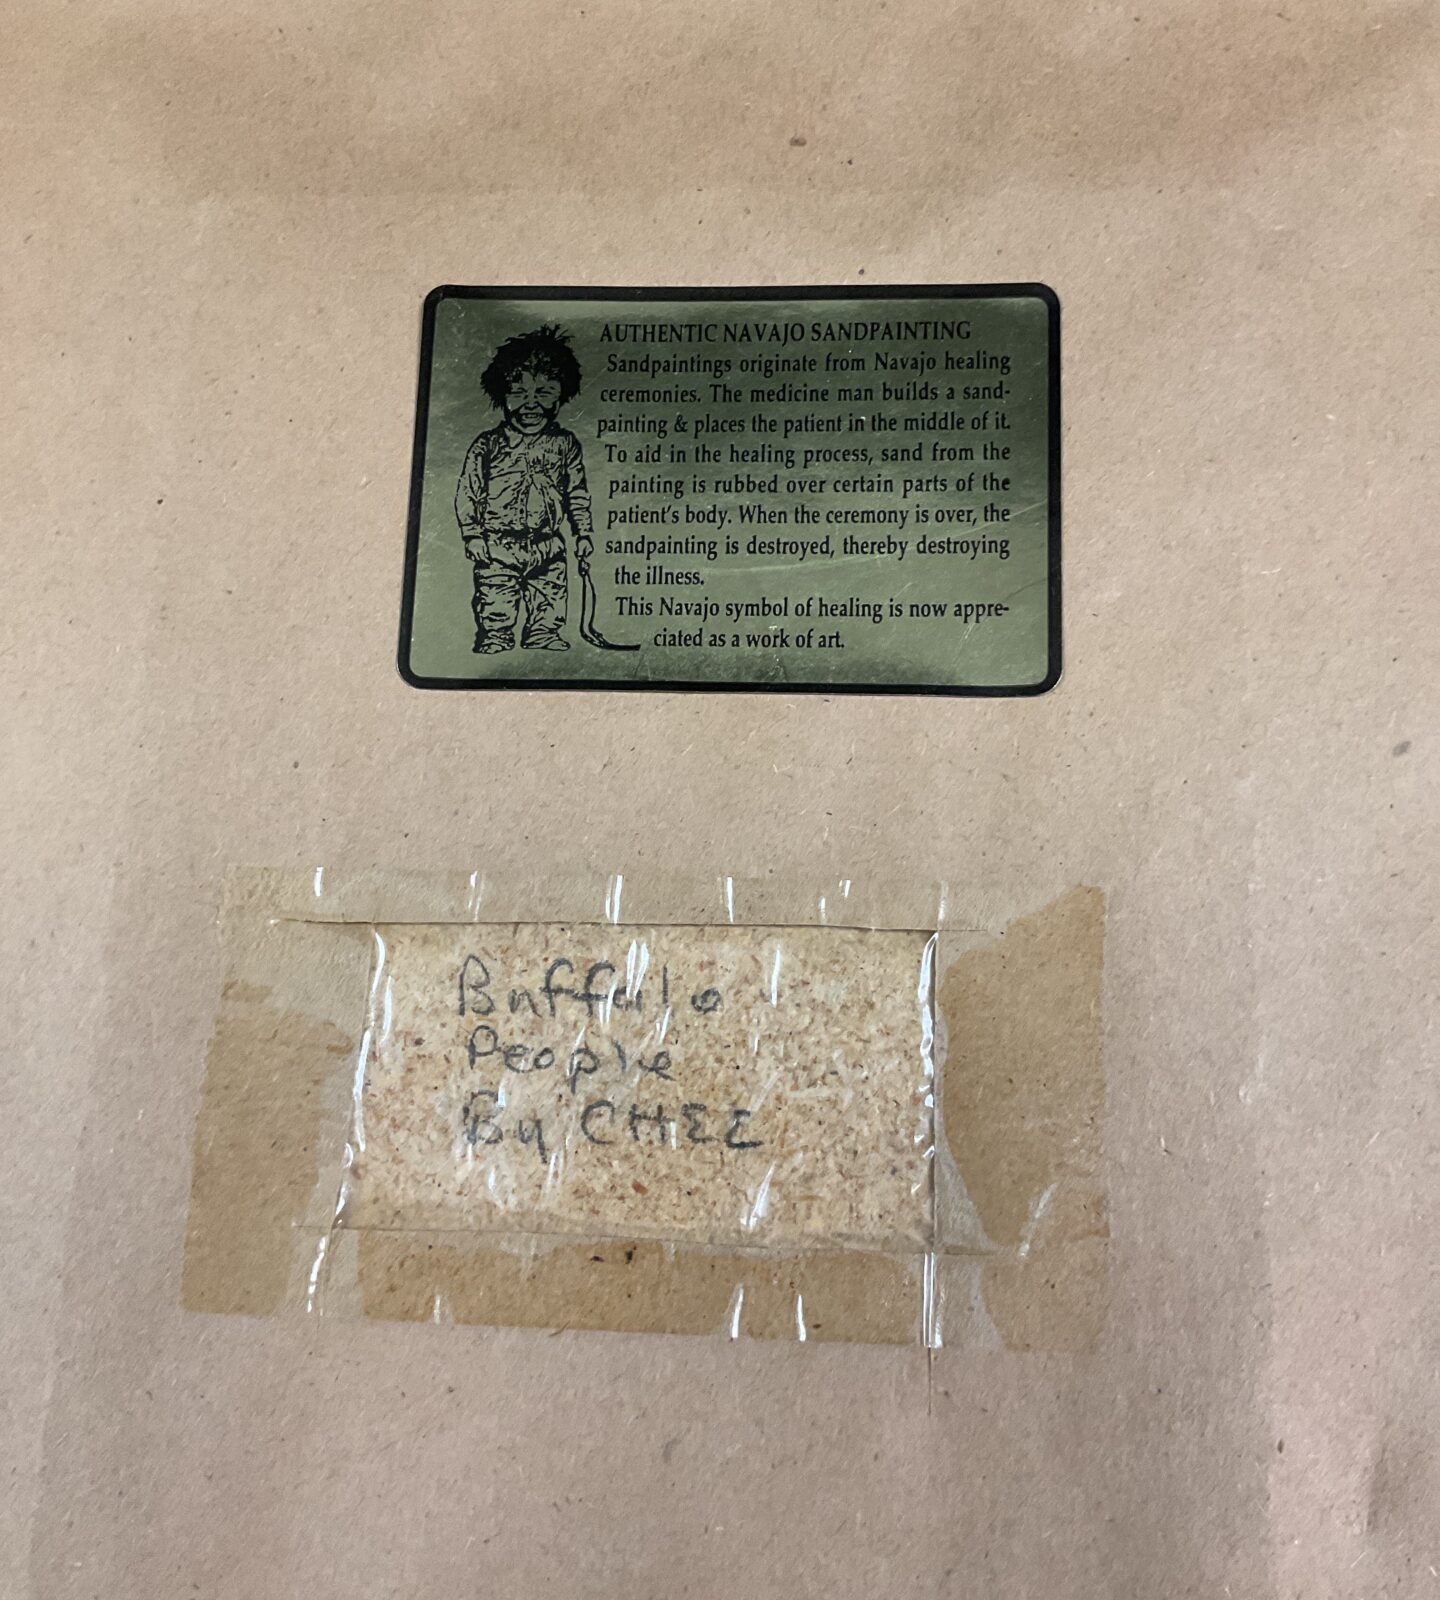 AUTHENTIC NAVAJO SANDPAINTING
Sandpaintings originate from Navajo healing
ceremonies. The medicine man builds a sand-
painting & places the patient in the middle of it.
To aid in the healing process, sand from the
painting is rubbed over certain parts of the
patient's body. When the ceremony is over, the
sandpainting is destroyed, thereby destroying
the illness.
This Navajo symbol of healing is now appre-
ciated as a work of art.
Buffalo
People
By CHEE